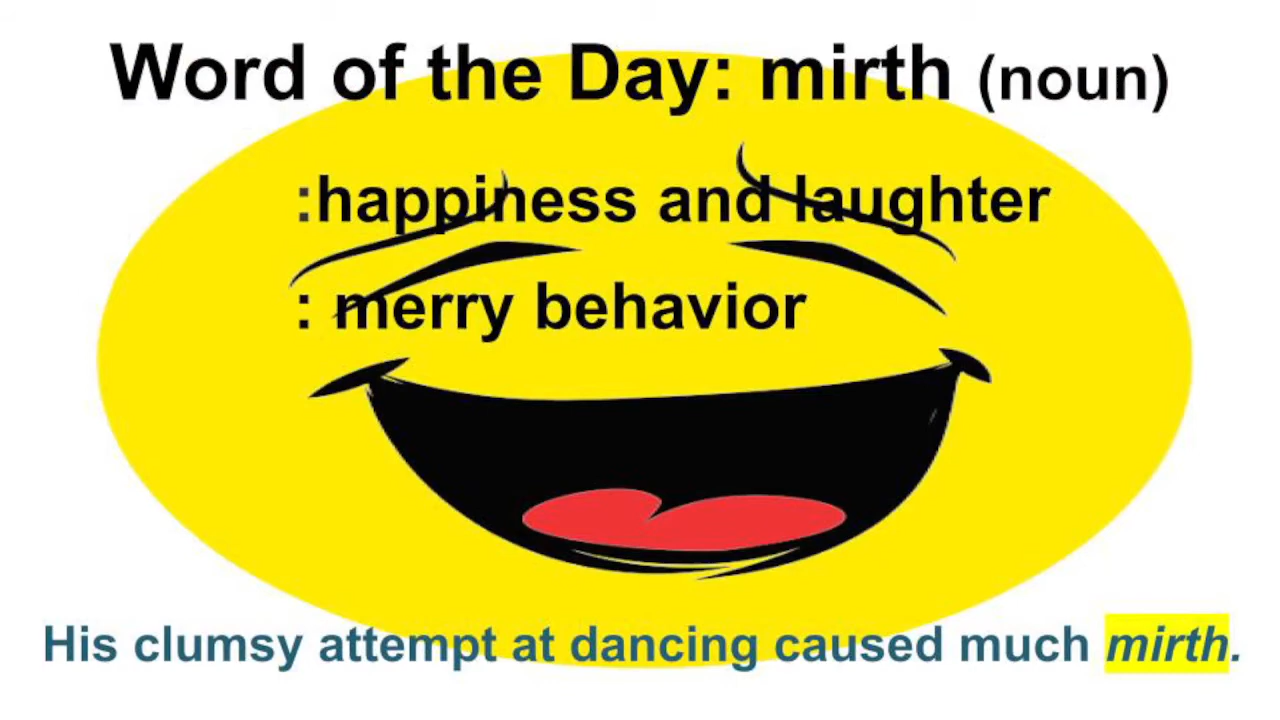 Word of the Day: mirth (noun)
:happiness and laughter
: merry behavior
His clumsy attempt at dancing caused much mirth.